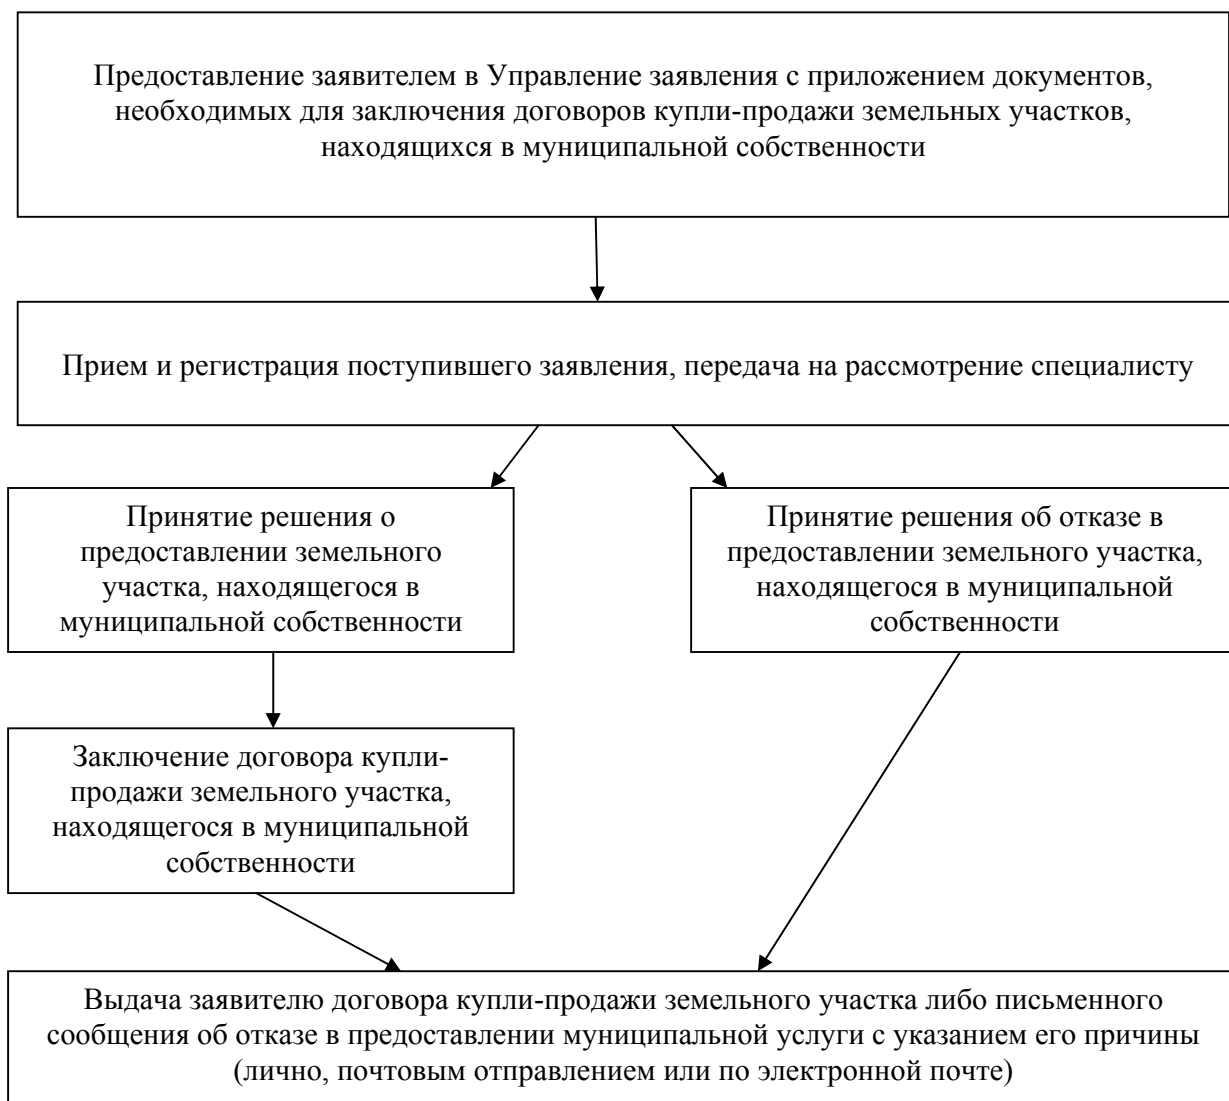 Предоставление заявителем в Управление заявления с приложением документов,
необходимых для заключения договоров купли-продажи земельных участков,
находящихся в муниципальной собственности
Прием и регистрация поступившего заявления, передача на рассмотрение специалисту
Принятие решения о
предоставлении земельного
участка, находящегося в
муниципальной собственности
Принятие решения об отказе в
предоставлении земельного участка,
находящегося в муниципальной
собственности
Заключение договора купли-
продажи земельного участка,
находящегося в муниципальной
собственности
Выдача заявителю договора купли-продажи земельного участка либо письменного
сообщения об отказе в предоставлении муниципальной услуги с указанием его причины
(лично, почтовым отправлением или по электронной почте)